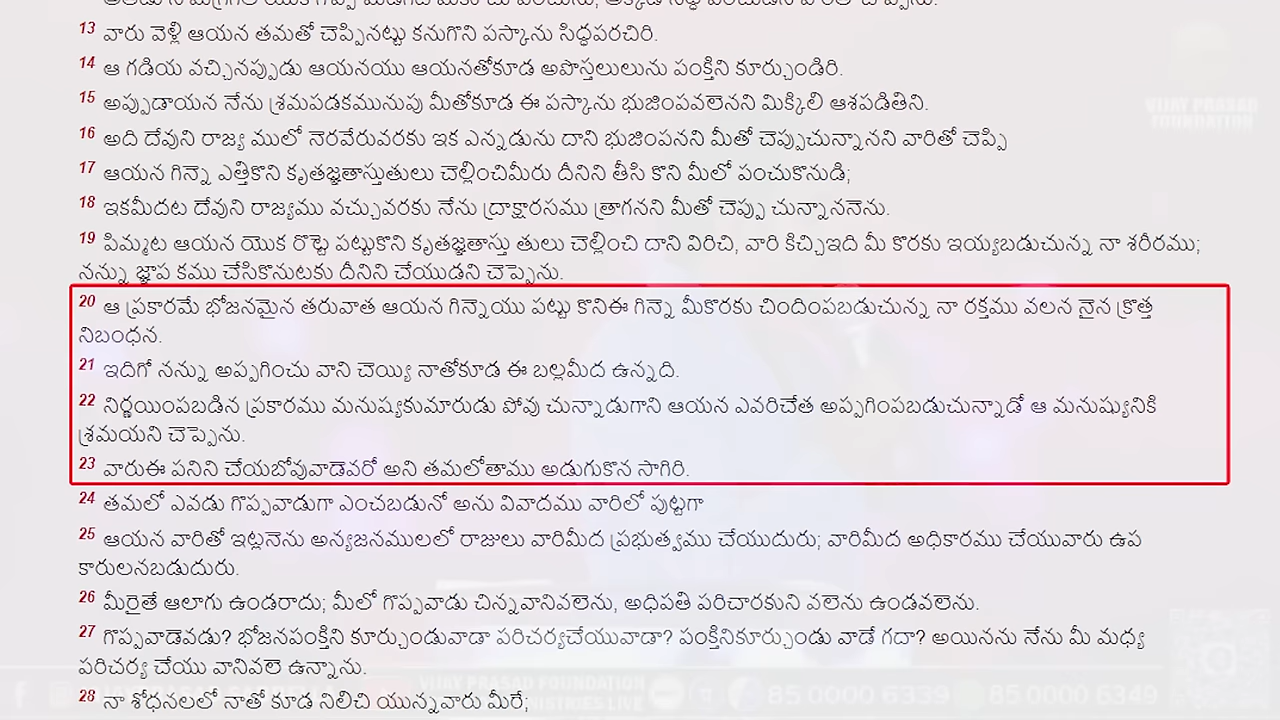 13 వారు వెళ్లి ఆయన తమతో చెప్పినట్టు కనుగొని పస్కాను సిద్ధపరచిరి.
14 ఆ గడియ వచ్చినప్పుడు ఆయనయు ఆయనతోకూడ అపొస్తలులును పంక్తిని కూర్చుండిరి.
15 అప్పుడాయన నేను శ్రమపడకమునుపు మీతోకూడ ఈ పస్కాను భుజింపవలెనని మిక్కిలి ఆశపడితిని.
16 అది దేవుని రాజ్య ములో నెరవేరువరకు ఇక ఎన్నడును దాని భుజింపనని మీతో చెప్పుచున్నానని వారితో చెప్పి
17 ఆయన గిన్నె ఎత్తికొని కృతజ్ఞతాస్తుతులు చెల్లించిమీరు దీనిని తీసి కొని మీలో పంచుకొనుడి;
18 ఇకమీదట దేవుని రాజ్యము వచ్చువరకు నేను ద్రాక్షారసము త్రాగనని మీతో చెప్పు చున్నాననెను.
19 పిమ్మట ఆయన యొక రొట్టె పట్టుకొని కృతజ్ఞతాస్తు తులు చెల్లించి దాని విరిచి, వారి కిచ్చిఇది మీ కొరకు ఇయ్యబడుచున్న నా శరీరము;
నన్ను జ్ఞాప కము చేసికొనుటకు దీనిని చేయుడని చెప్పెను.
20 ఆ ప్రకారమే భోజనమైన తరువాత ఆయన గిన్నెయు పట్టు కొనిఈ గిన్నె మీకొరకు చిందింపబడుచున్న నా రక్తము వలన నైన క్రొత్త
నిబంధన.
21 ఇదిగో నన్ను అప్పగించు వాని చెయ్యి నాతోకూడ ఈ బల్లమీద ఉన్నది.
22 నిర్ణయింపబడిన ప్రకారము మనుష్యకుమారుడు పోవు చున్నాడుగాని ఆయన ఎవరిచేత అప్పగింపబడుచున్నాడో ఆ మనుష్యునికి
శ్రమయని చెప్పెను.
23 వారుఈ పనిని చేయబోవువాడెవరో అని తమలోతాము అడుగుకొన సాగిరి.
24 తమలో ఎవడు గొప్పవాడుగా ఎంచబడునో అను వివాదము వారిలో పుట్టగా
25 ఆయన వారితో ఇట్లనెను అన్యజనములలో రాజులు వారిమీద ప్రభుత్వము చేయుదురు; వారిమీద అధికారము చేయువారు ఉప
కారులనబడుదురు.
26 మీరైతే ఆలాగు ఉండరాదు; మీలో గొప్పవాడు చిన్నవానివలెను, అధిపతి పరిచారకుని వలెను ఉండవలెను.
27 గొప్పవాడెవడు? భోజనపంక్తిని కూర్చుండువాడా పరిచర్యచేయువాడా? పంక్తినికూర్చుండు వాడే గదా? అయినను నేను మీ మధ్య
పరిచర్య చేయు వానివలె ఉన్నాను.
28 నా శోధనలలో నాతో కూడ నిలిచి యున్నవారు మీరే;
VIJAY PRASAD
FOUNDATION
VIJAY PRASAD FOUNDATION
85 0000 6339
85 0000 6349